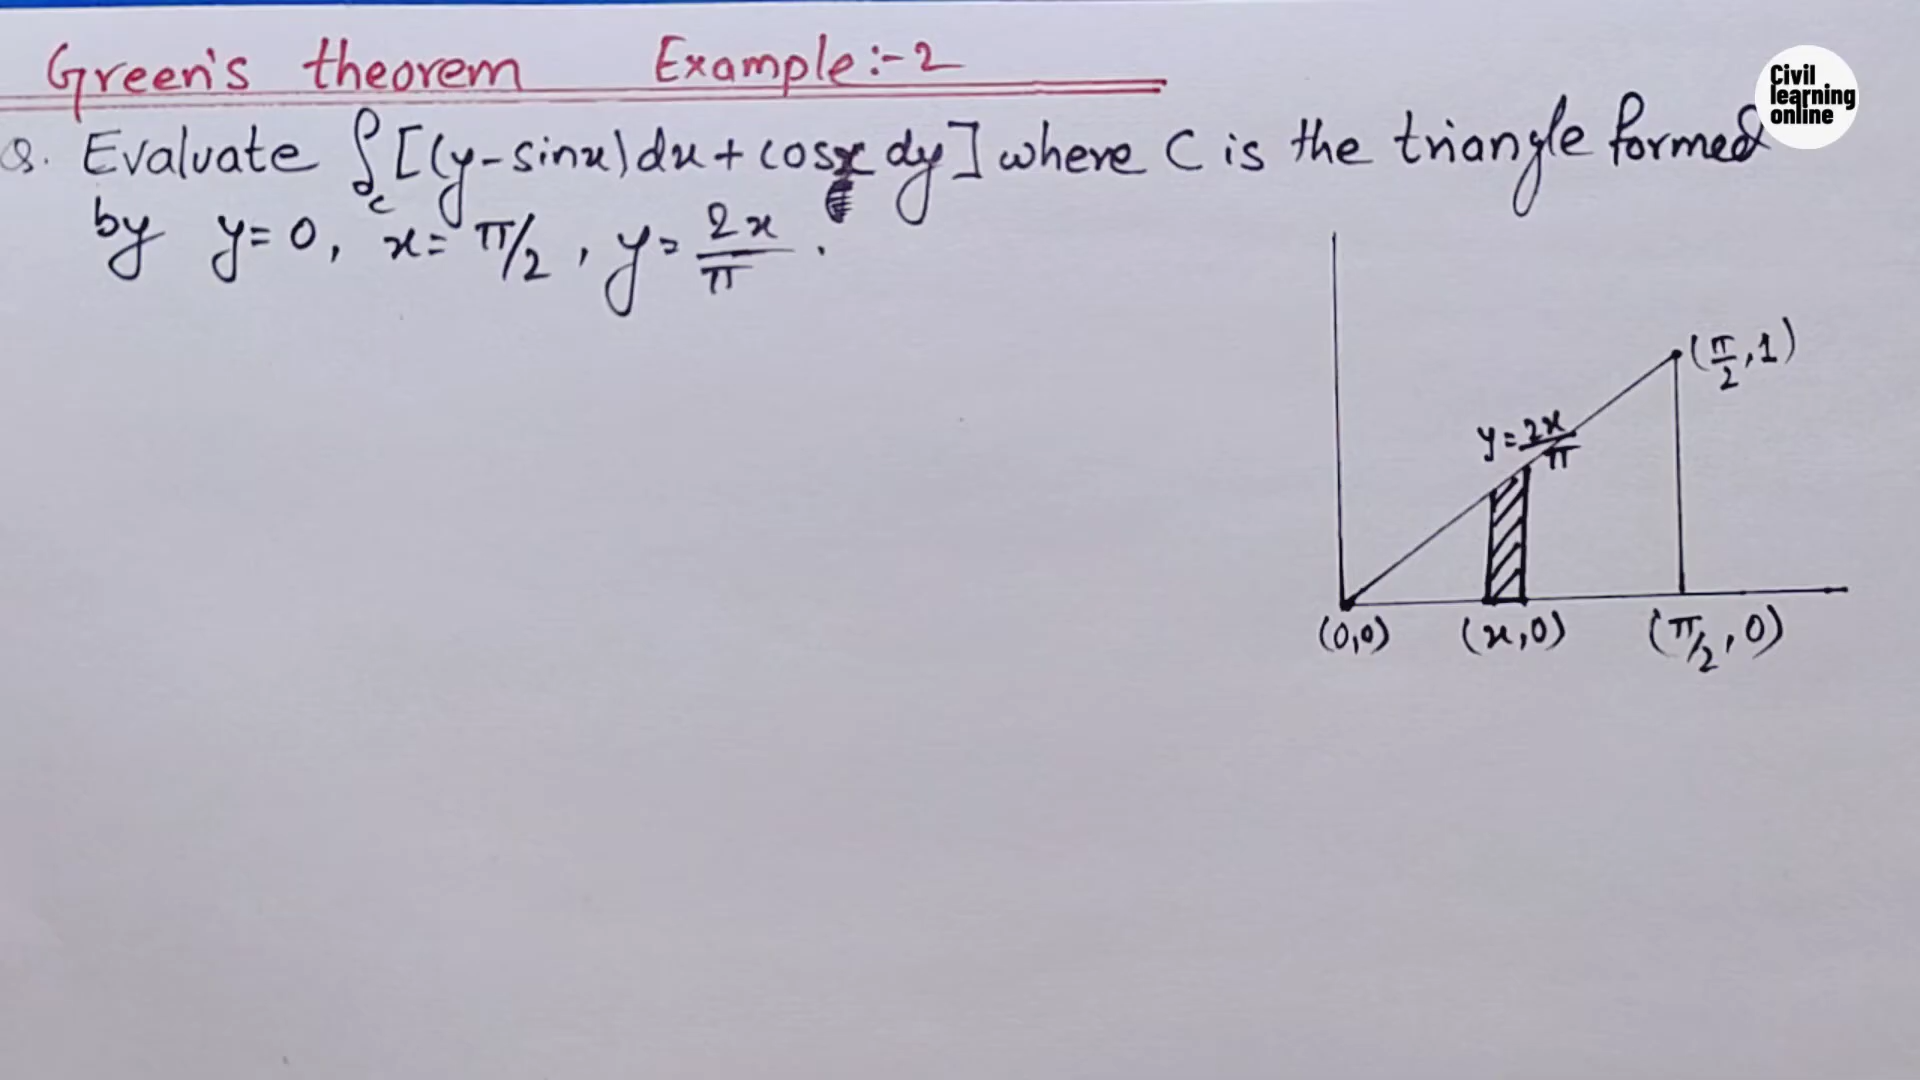 Green's theorem Example:-2
Civil
learning
online
Q. Evaluate ∫c [(y-sinx)dx + cosx dy] where C is the triangle formed
by y=0, x=π/2, y=2x/π.
(π/2, 1)
y=2x/π
(0,0) (x,0) (π/2, 0)